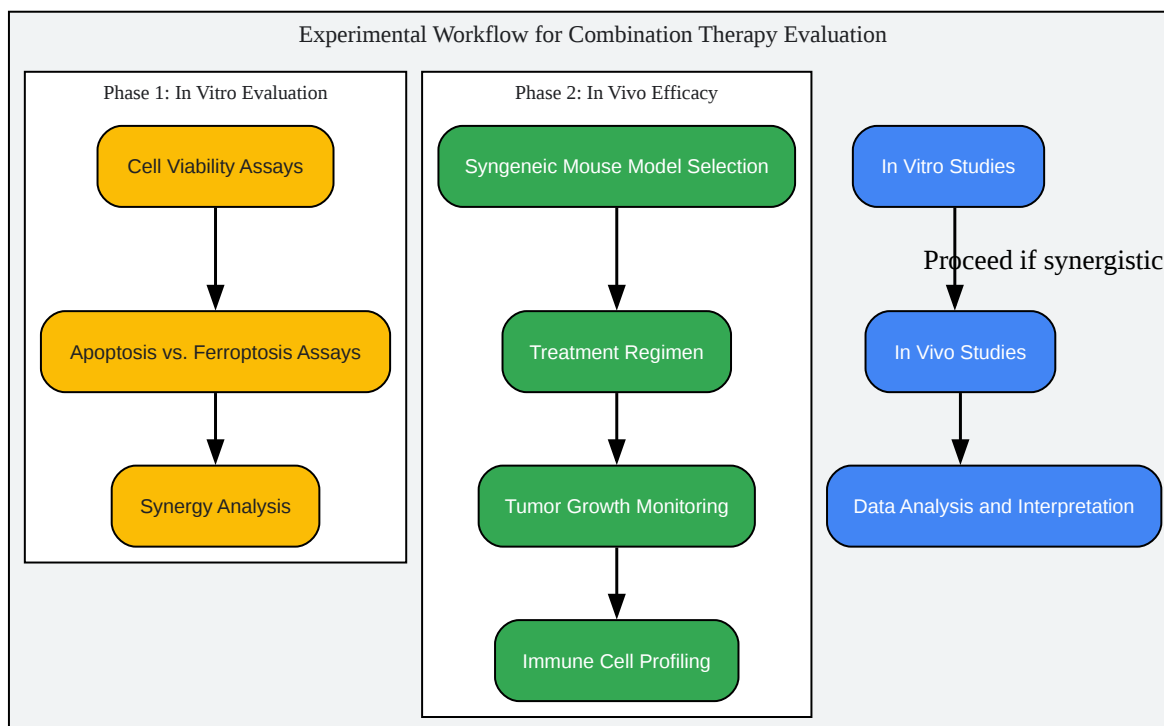 Experimental Workflow for Combination Therapy Evaluation
Phase 1: In Vitro Evaluation
Cell Viability Assays
Apoptosis vs. Ferroptosis Assays
Synergy Analysis
Phase 2: In Vivo Efficacy
Syngeneic Mouse Model Selection
Treatment Regimen
Tumor Growth Monitoring
Immune Cell Profiling
In Vitro Studies
Proceed if synergistic
In Vivo Studies
Data Analysis and Interpretation